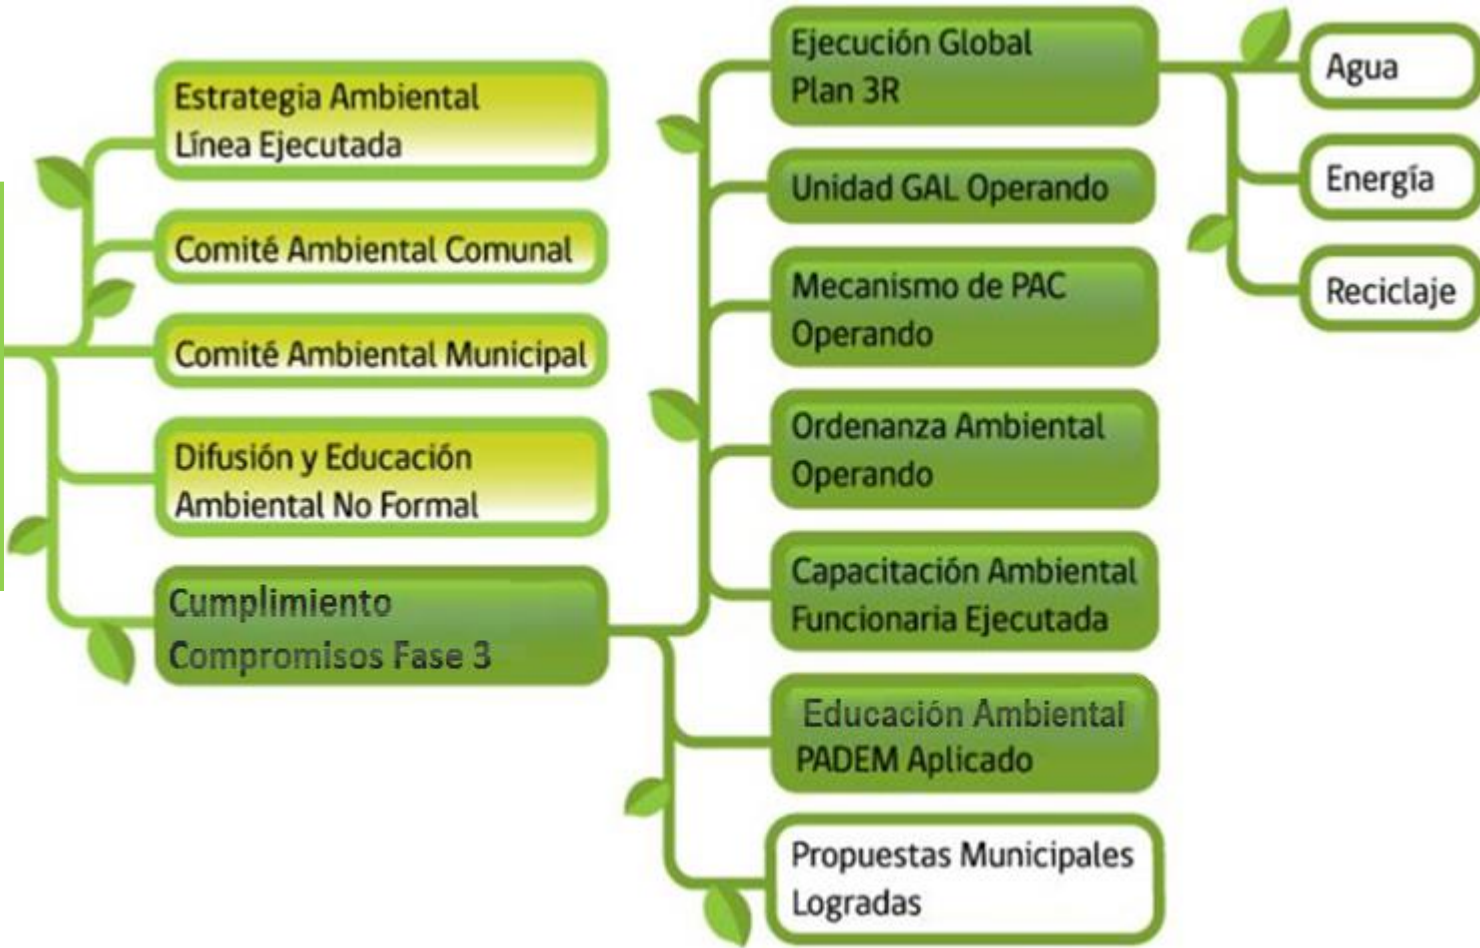 Estrategia Ambiental
Línea Ejecutada
Comité Ambiental Comunal
Comité Ambiental Municipal
Difusión y Educación
Ambiental No Formal
Cumplimiento
Compromisos Fase 3
Ejecución Global
Plan 3R
Unidad GAL Operando
Mecanismo de PAC
Operando
Ordenanza Ambiental
Operando
Capacitación Ambiental
Funcionaria Ejecutada
Educación Ambiental
PADEM Aplicado
Propuestas Municipales
Logradas
Agua
Energía
Reciclaje